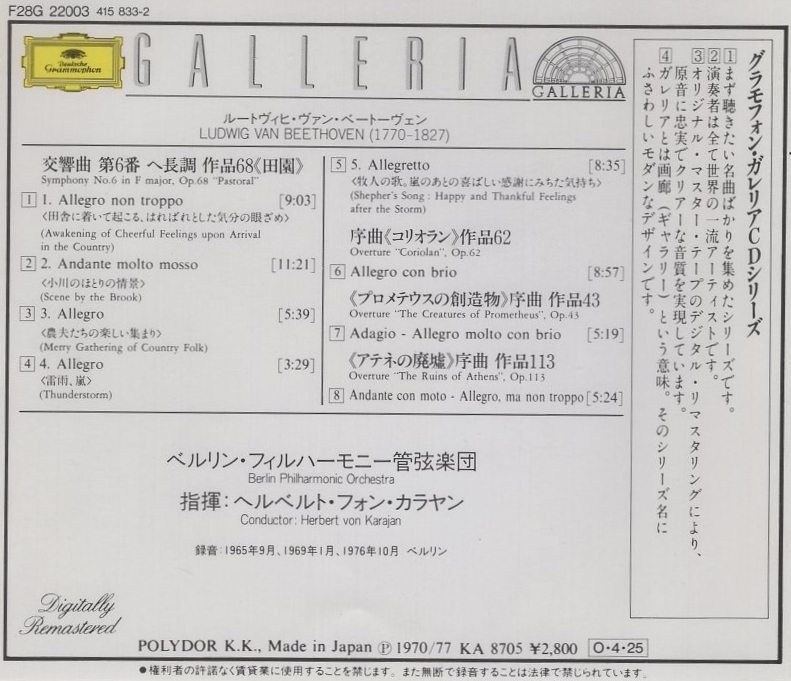 F28G 22003 415 833-2
Deutsche
Grammophon
GALLERIA
GALLERIA
ルートヴィヒ・ヴァン・ベートーヴェン
LUDWIG VAN BEETHOVEN (1770-1827)
交響曲 第6番 ヘ長調 作品68《田園》
Symphony No.6 in F major, Op.68 "Pastoral"
1 1. Allegro non troppo [9:03]
〈田舎に着いて起こる、はればれとした気分の眼ざめ〉
(Awakening of Cheerful Feelings upon Arrival
in the Country)
2 2. Andante molto mosso [11:21]
〈小川のほとりの情景〉
(Scene by the Brook)
3 3. Allegro [5:39]
〈農夫たちの楽しい集まり〉
(Merry Gathering of Country Folk)
4 4. Allegro [3:29]
〈雷雨、嵐〉
(Thunderstorm)
5 5. Allegretto [8:35]
〈牧人の歌。嵐のあとの喜ばしい感謝にみちた気持ち〉
(Shepher's Song : Happy and Thankful Feelings
after the Storm)
序曲《コリオラン》作品62
Overture "Coriolan", Op.62
6 Allegro con brio [8:57]
《プロメテウスの創造物》序曲 作品43
Overture "The Creatures of Prometheus", Op.43
7 Adagio - Allegro molto con brio [5:19]
《アテネの廃墟》序曲 作品113
Overture "The Ruins of Athens", Op.113
8 Andante con moto - Allegro, ma non troppo [5:24]
ベルリン・フィルハーモニー管弦楽団
Berlin Philharmonic Orchestra
指揮：ヘルベルト・フォン・カラヤン
Conductor: Herbert von Karajan
録音：1965年9月、1969年1月、1976年10月 ベルリン
グラモフォン・ガレリアCDシリーズ
1 まず聴きたい名曲ばかりを集めたシリーズです。
2 演奏者は全て世界の一流アーティストです。
3 オリジナル・マスター・テープのデジタル・リマスタリングにより、
原音に忠実でクリアーな音質を実現しています。
4 ガレリアとは画廊（ギャラリー）という意味。そのシリーズ名に
ふさわしいモダンなデザインです。
Digitally
Remastered
POLYDOR K.K., Made in Japan Ⓟ 1970/77 KA 8705 ¥2,800 O・4・25
●権利者の許諾なく賃貸業に使用することを禁じます。また無断で録音することは法律で禁じられています。